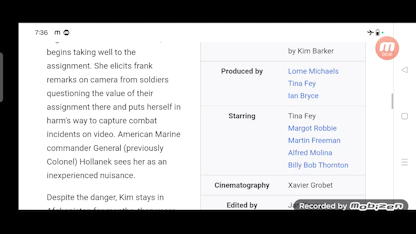 7:36 m
begins taking well to the
assignment. She elicits frank
remarks on camera from soldiers
questioning the value of their
assignment there and puts herself in
harm's way to capture combat
incidents on video. American Marine
commander General (previously
Colonel) Hollanek sees her as an
inexperienced nuisance.
Despite the danger, Kim stays in
by Kim Barker
Produced by Lorne Michaels
Tina Fey
Ian Bryce
Starring Tina Fey
Margot Robbie
Martin Freeman
Alfred Molina
Billy Bob Thornton
Cinematography Xavier Grobet
Edited by
m
Recorded by mobizen